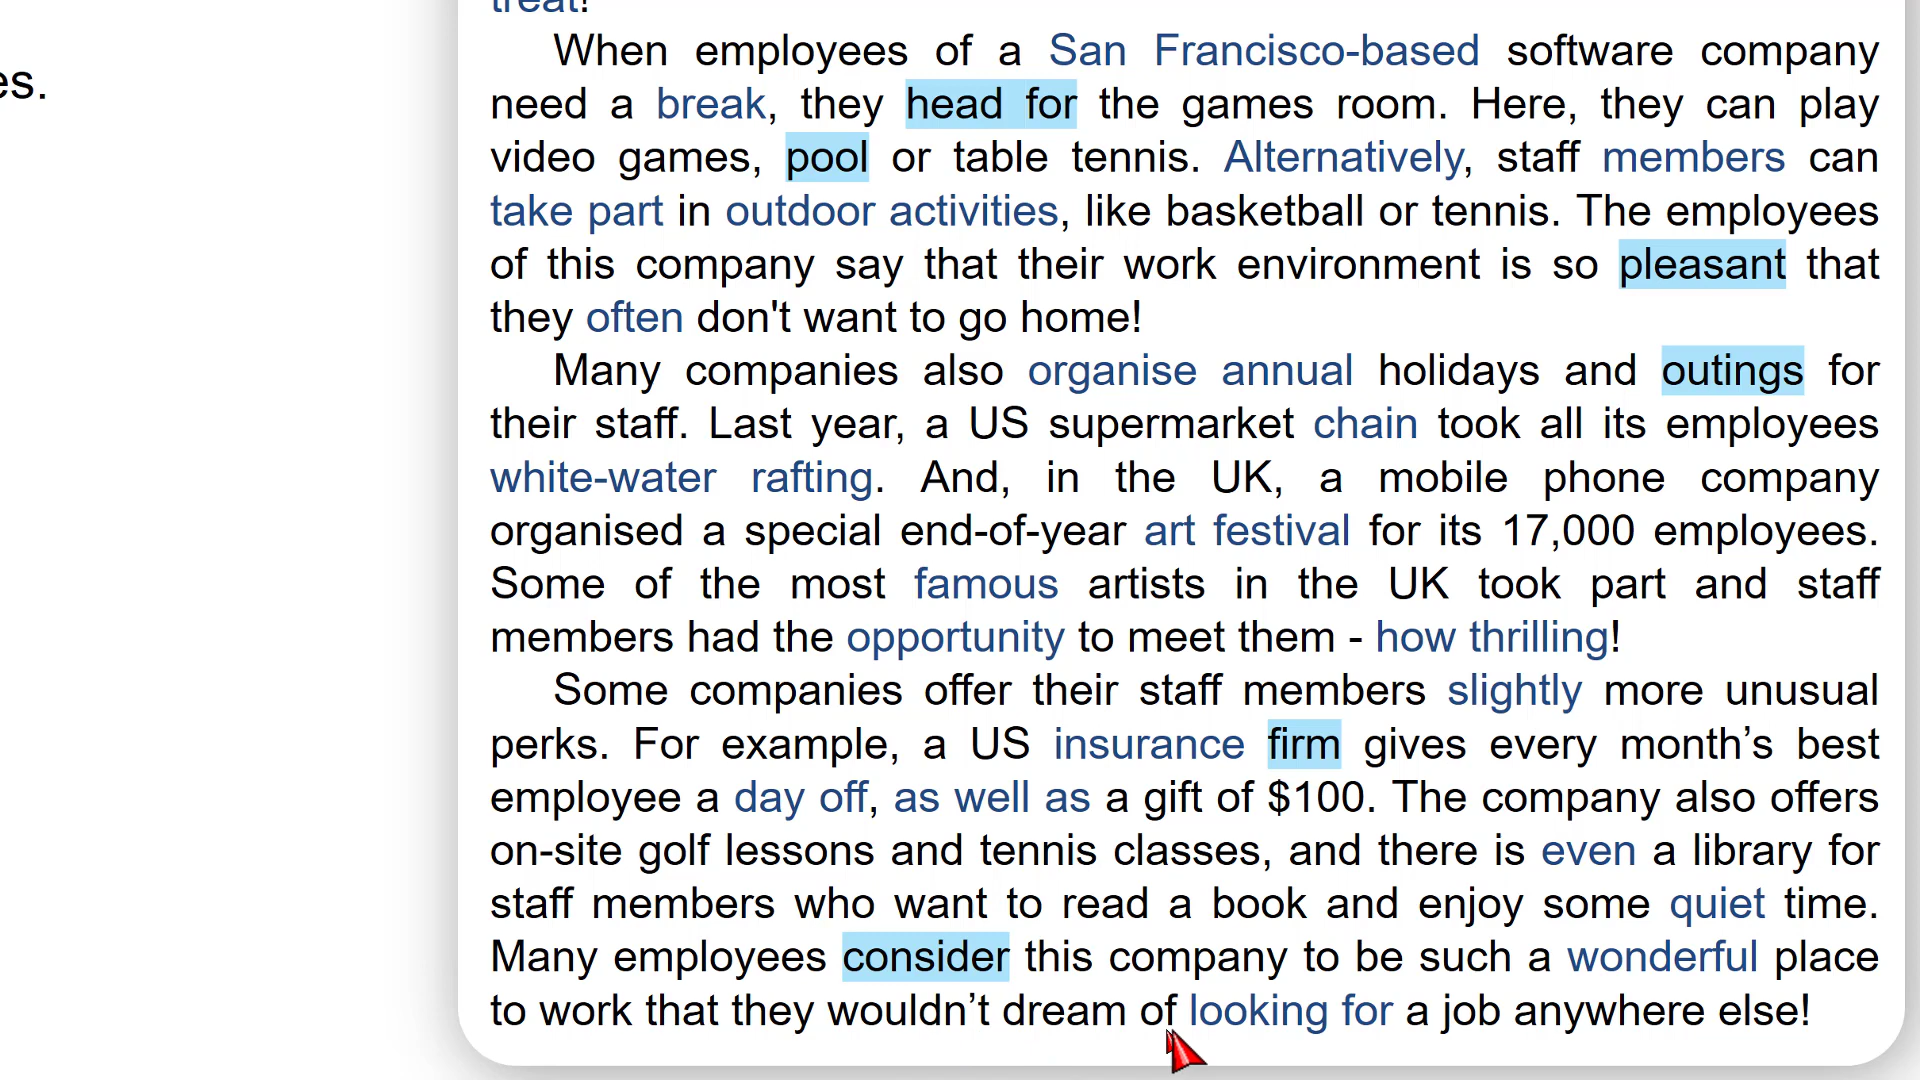 treat!
When employees of a San Francisco-based software company
es.
need a break, they head for the games room. Here, they can play
video games, pool or table tennis. Alternatively, staff members can
take part in outdoor activities, like basketball or tennis. The employees
of this company say that their work environment is so pleasant that
they often don't want to go home!
Many companies also organise annual holidays and outings for
their staff. Last year, a US supermarket chain took all its employees
white-water rafting. And, in the UK, a mobile phone company
organised a special end-of-year art festival for its 17,000 employees.
Some of the most famous artists in the UK took part and staff
members had the opportunity to meet them - how thrilling!
Some companies offer their staff members slightly more unusual
perks. For example, a US insurance firm gives every month’s best
employee a day off, as well as a gift of $100. The company also offers
on-site golf lessons and tennis classes, and there is even a library for
staff members who want to read a book and enjoy some quiet time.
Many employees consider this company to be such a wonderful place
to work that they wouldn’t dream of looking for a job anywhere else!